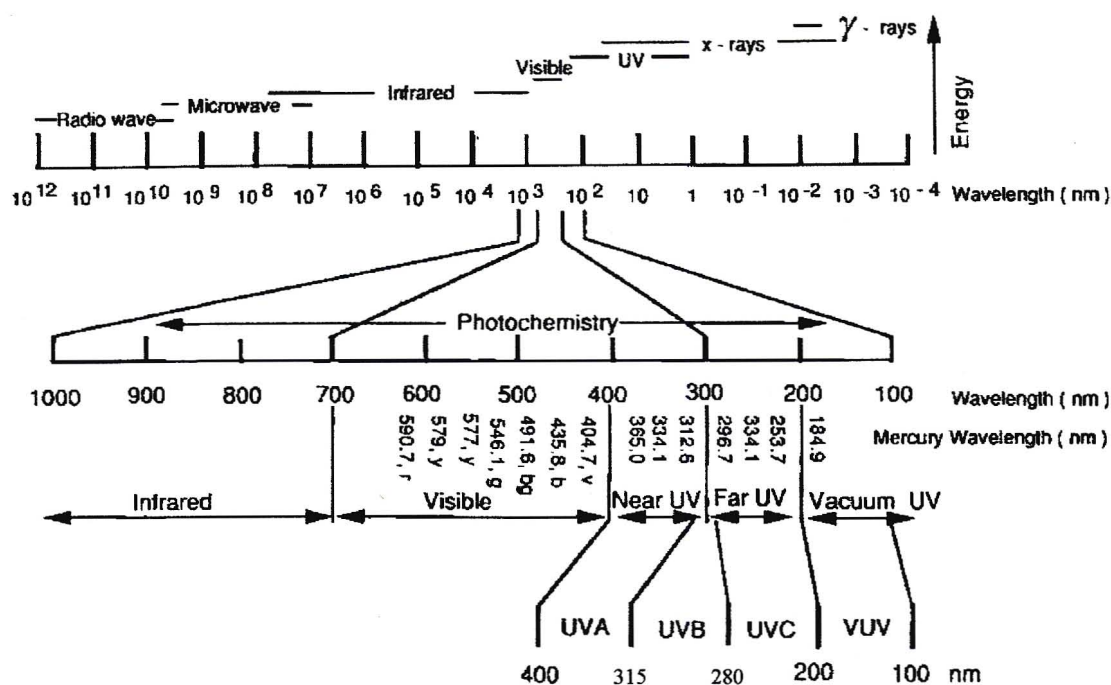 γ - rays
x - rays
UV
Visible
Infrared
Microwave
Radio wave
Energy
10^12 10^11 10^10 10^9 10^8 10^7 10^6 10^5 10^4 10^3 10^2 10 1 10^-1 10^-2 10^-3 10^-4 Wavelength ( nm )
Photochemistry
1000 900 800 700 600 500 400 300 200 100 Wavelength ( nm )
590.7, r
579, y
577, y
546.1, g
491.6, bg
435.8, b
404.7, v
365.0
334.1
312.6
296.7
334.1
253.7
184.9
Mercury Wavelength ( nm )
Infrared Visible Near UV Far UV Vacuum UV
UVA UVB UVC VUV
400 315 280 200 100 nm